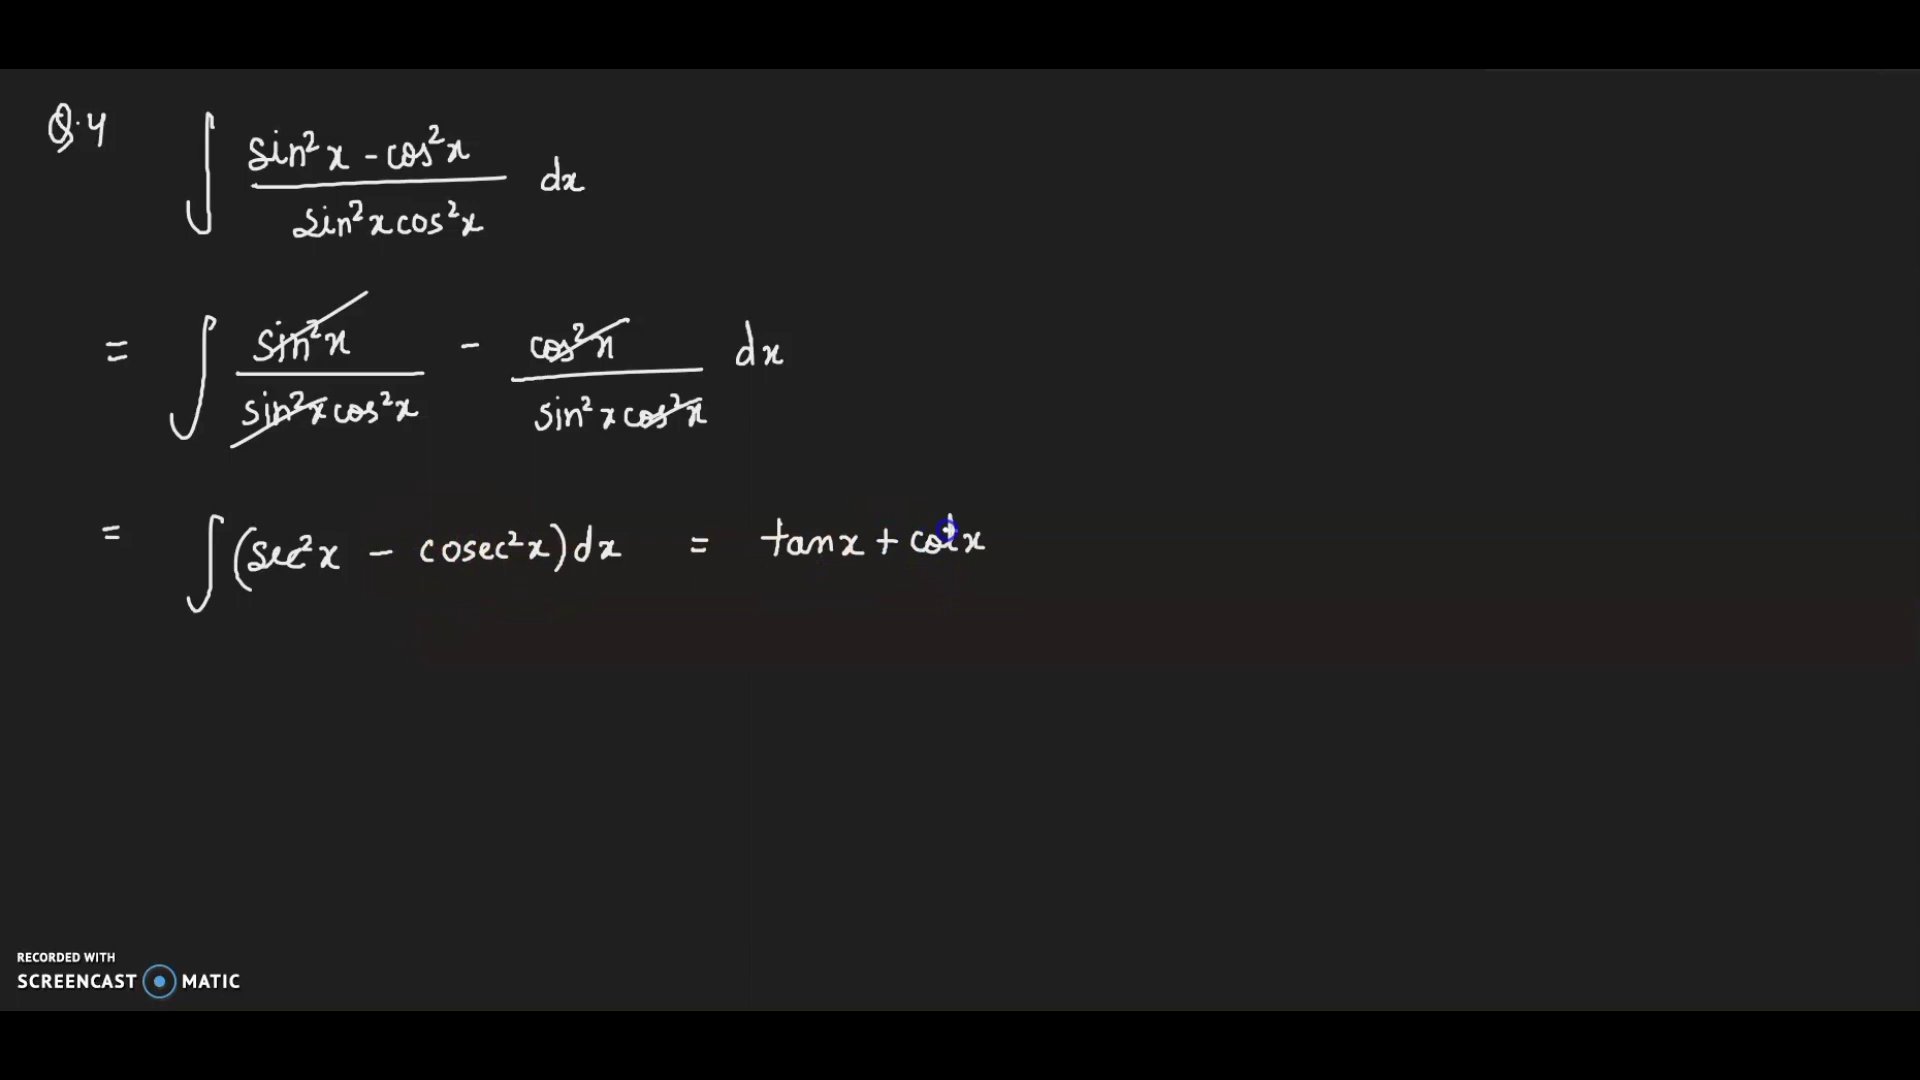 Q.4 ∫ (sin²x - cos²x)/(sin²x cos²x) dx
= ∫ sin²x/(sin²x cos²x) - cos²x/(sin²x cos²x) dx
= ∫(sec²x - cosec²x)dx = tanx + cotx
RECORDED WITH
SCREENCAST MATIC